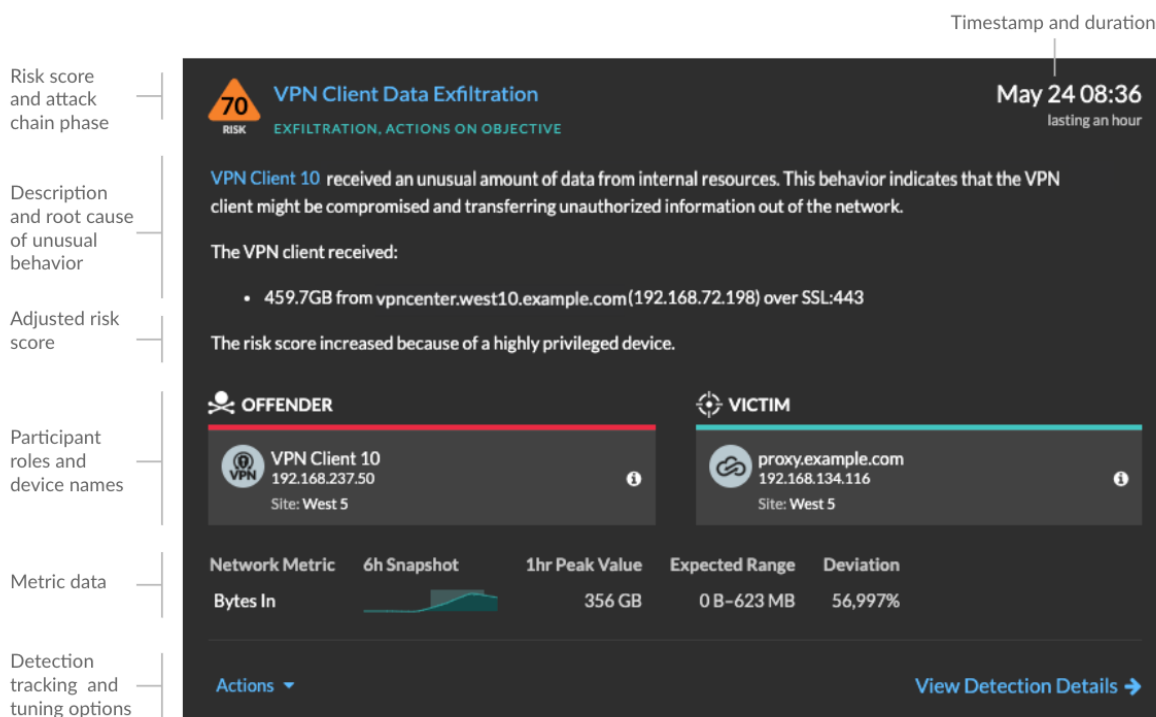 Timestamp and duration
Risk score
and attack
chain phase
70
RISK
VPN Client Data Exfiltration
EXFILTRATION, ACTIONS ON OBJECTIVE
May 24 08:36
lasting an hour
Description
and root cause
of unusual
behavior
VPN Client 10 received an unusual amount of data from internal resources. This behavior indicates that the VPN
client might be compromised and transferring unauthorized information out of the network.
The VPN client received:
• 459.7GB from vpncenter.west10.example.com(192.168.72.198) over SSL:443
Adjusted risk
score
The risk score increased because of a highly privileged device.
Participant
roles and
device names
OFFENDER
VPN
VPN Client 10
192.168.237.50
Site: West 5
VICTIM
proxy.example.com
192.168.134.116
Site: West 5
Metric data
Network Metric 6h Snapshot 1hr Peak Value Expected Range Deviation
Bytes In 356 GB 0 B–623 MB 56,997%
Detection
tracking and
tuning options
Actions
View Detection Details →